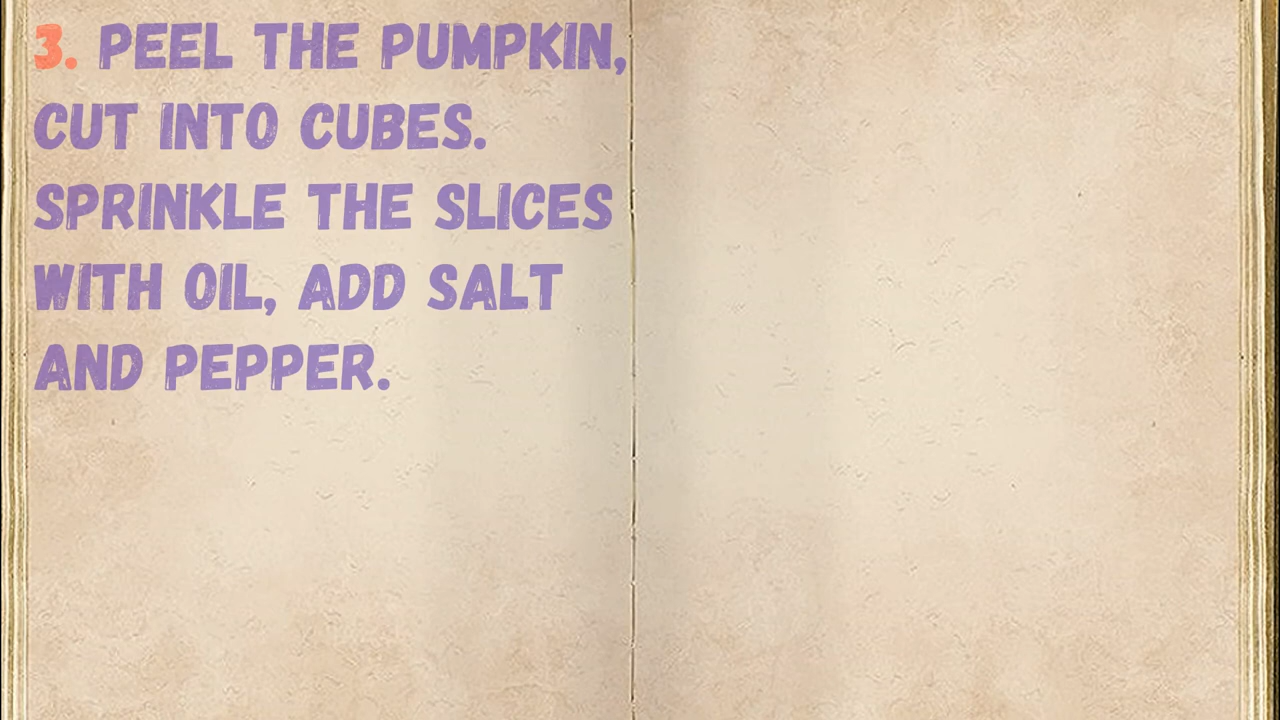 3. PEEL THE PUMPKIN,
CUT INTO CUBES.
SPRINKLE THE SLICES
WITH OIL, ADD SALT
AND PEPPER.